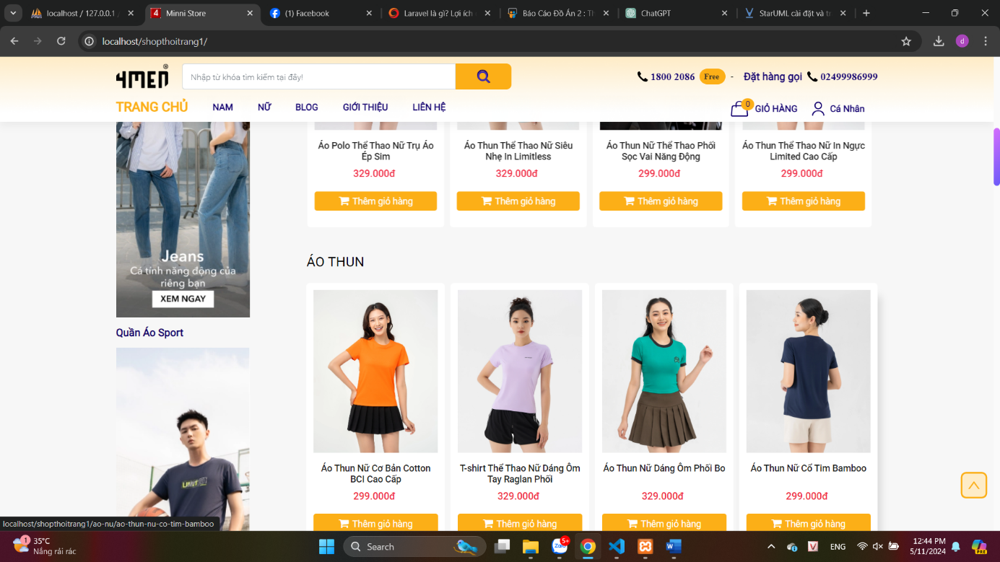 localhost / 127.0.0.1 /
Minni Store
(1) Facebook
Laravel là gì? Lợi ích
Báo Cáo Đồ Án 2 : Th
ChatGPT
StarUML cài đặt và tr
localhost/shopthoitrang1/
d
4MEN®
Nhập từ khóa tìm kiếm tại đây!
1800 2086 Free - Đặt hàng gọi 02499986999
TRANG CHỦ
NAM
NỮ
BLOG
GIỚI THIỆU
LIÊN HỆ
0 GIỎ HÀNG
Cá Nhân
Áo Polo Thể Thao Nữ Trụ Áo
Ép Sim
329.000đ
Thêm giỏ hàng
Áo Thun Thể Thao Nữ Siêu
Nhẹ In Limitless
329.000đ
Thêm giỏ hàng
Áo Thun Nữ Thể Thao Phối
Sọc Vai Năng Động
299.000đ
Thêm giỏ hàng
Áo Thun Thể Thao Nữ In Ngực
Limited Cao Cấp
299.000đ
Thêm giỏ hàng
Jeans
Cá tính năng động của
riêng bạn
XEM NGAY
Quần Áo Sport
ÁO THUN
Áo Thun Nữ Cơ Bản Cotton
BCI Cao Cấp
299.000đ
Thêm giỏ hàng
T-shirt Thể Thao Nữ Dáng Ôm
Tay Raglan Phối
329.000đ
Thêm giỏ hàng
Áo Thun Nữ Dáng Ôm Phối Bo
329.000đ
Thêm giỏ hàng
Áo Thun Nữ Cổ Tim Bamboo
299.000đ
Thêm giỏ hàng
localhost/shopthoitrang1/ao-nu/ao-thun-nu-co-tim-bamboo
1
35°C
Nắng rải rác
Search
Zalo
5+
ENG
12:44 PM
5/11/2024
PRE